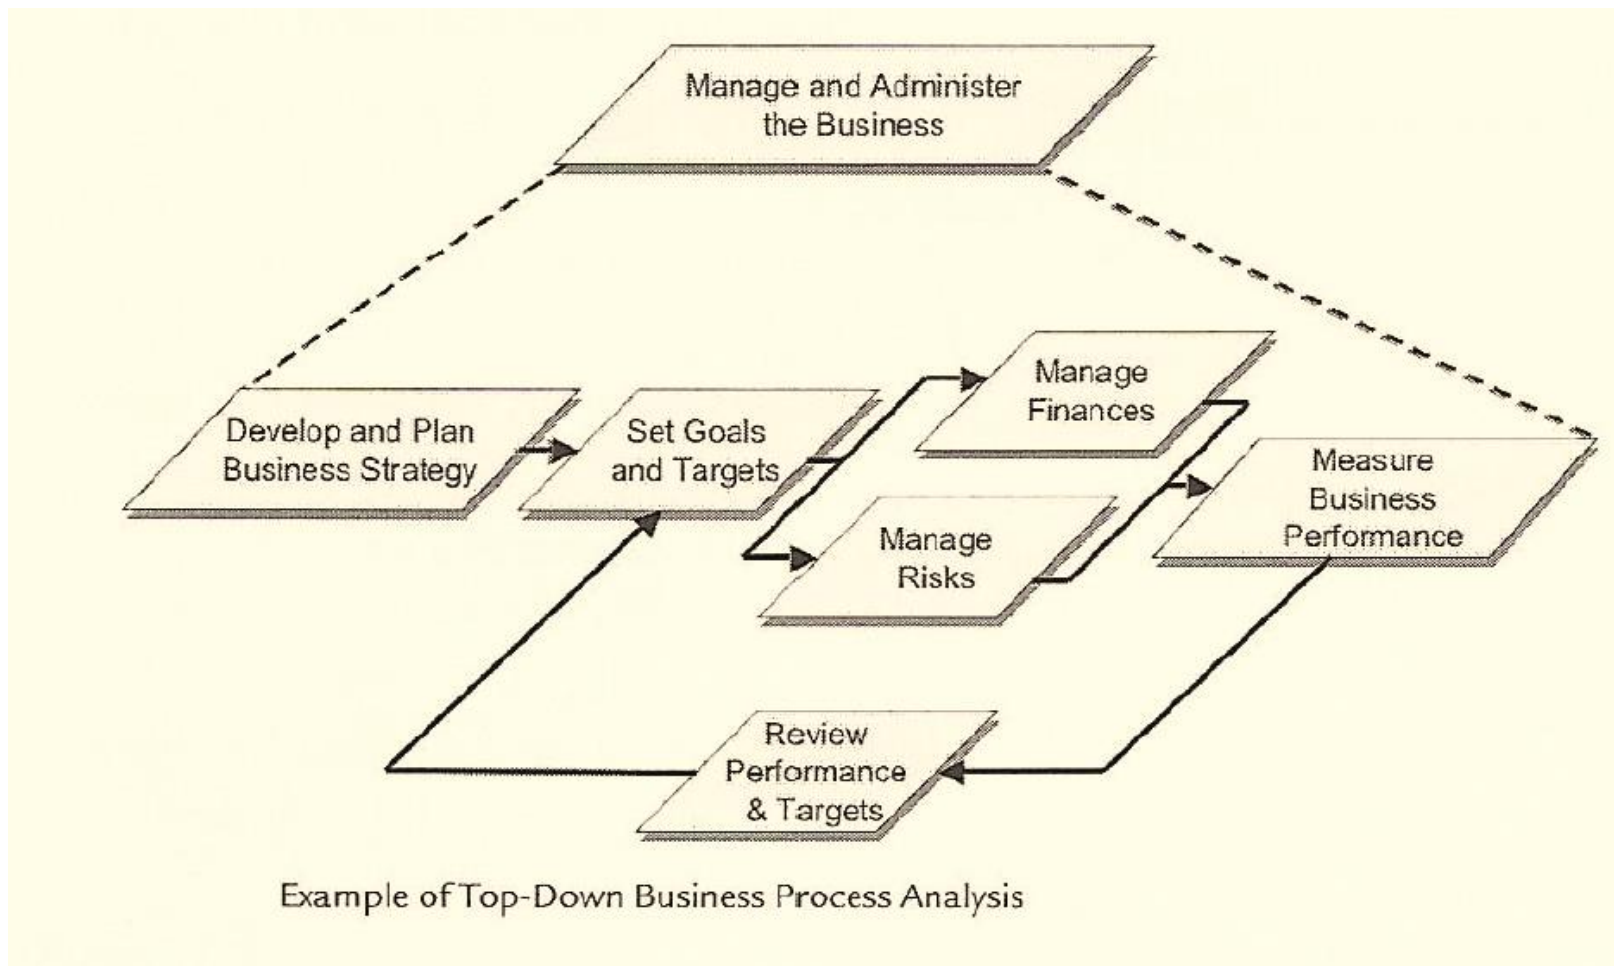 Manage and Administer
the Business
Develop and Plan
Business Strategy
Set Goals
and Targets
Manage
Finances
Manage
Risks
Measure
Business
Performance
Review
Performance
& Targets
Example of Top-Down Business Process Analysis